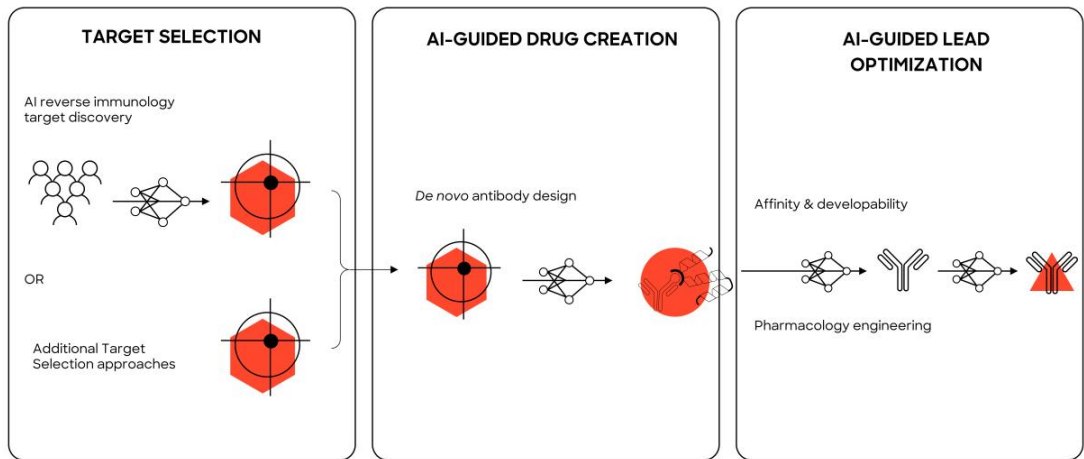 TARGET SELECTION
AI reverse immunology
target discovery
OR
Additional Target
Selection approaches
AI-GUIDED DRUG CREATION
De novo antibody design
AI-GUIDED LEAD
OPTIMIZATION
Affinity & developability
Pharmacology engineering